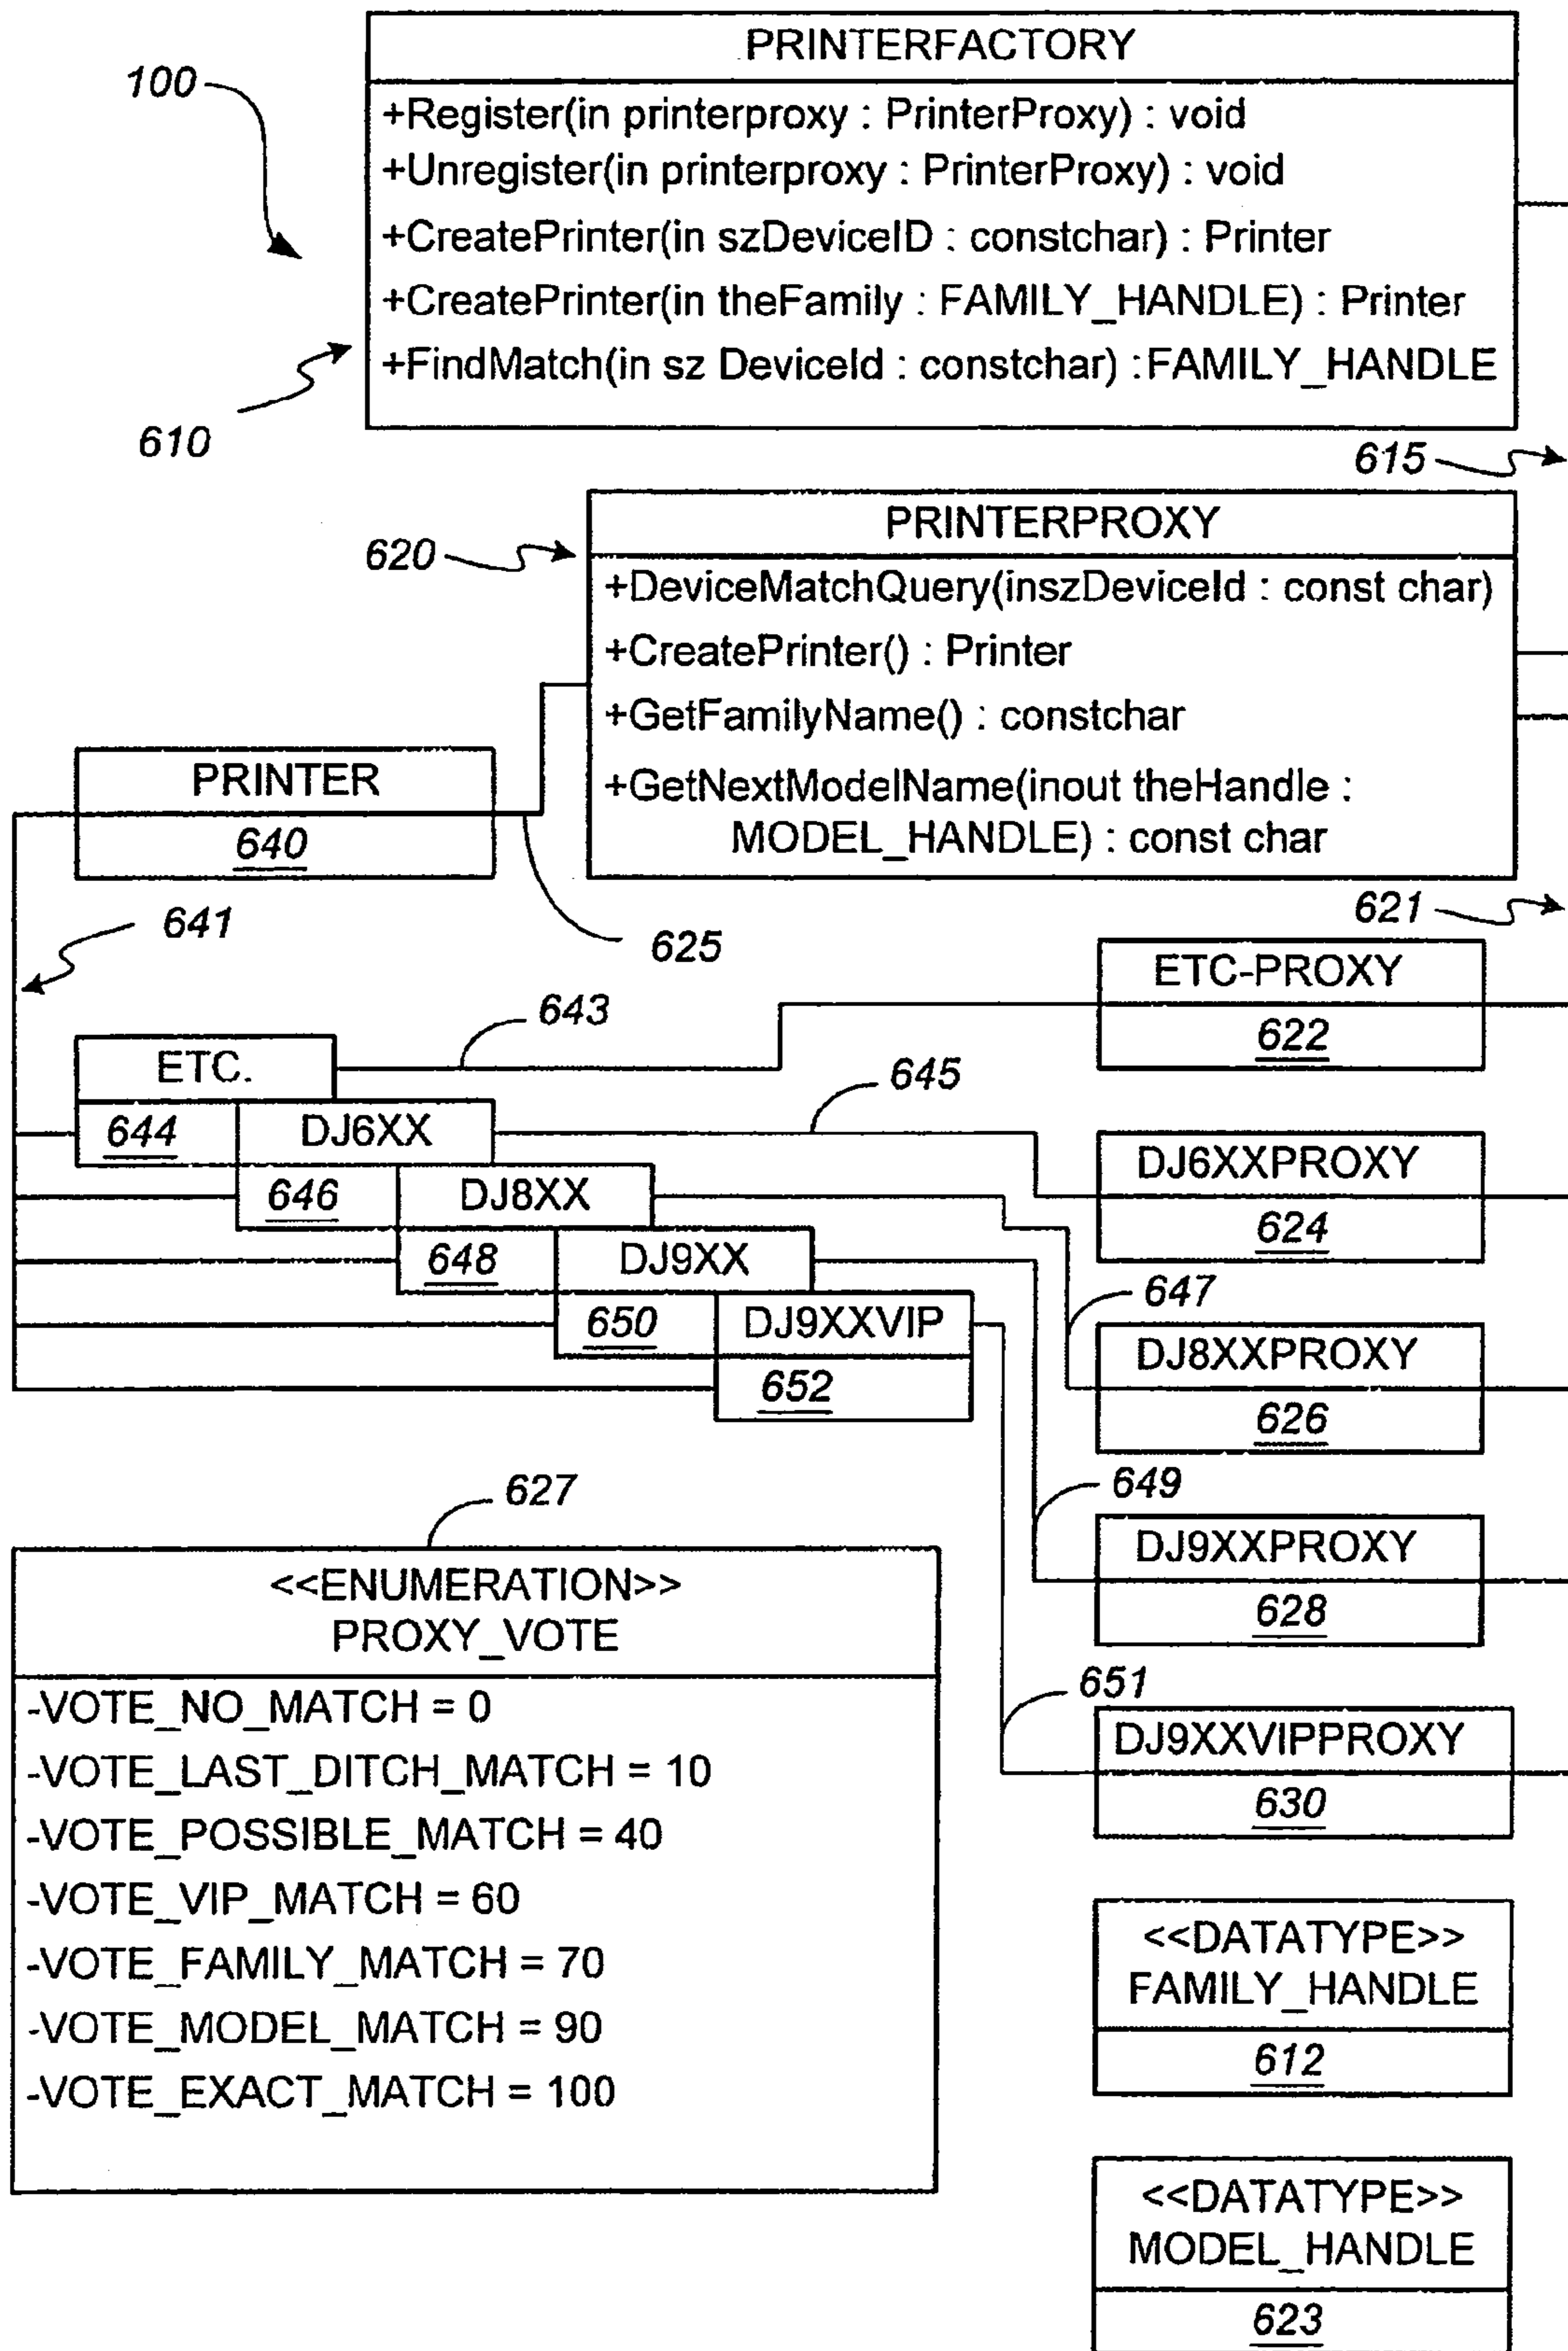 PRINTERFACTORY
100
+Register(in printerproxy : PrinterProxy) : void
+Unregister(in printerproxy : PrinterProxy) : void
+CreatePrinter(in szDeviceID : constchar) : Printer
+CreatePrinter(in theFamily : FAMILY_HANDLE) : Printer
+FindMatch(in sz DeviceId : constchar) :FAMILY_HANDLE
610
615
PRINTERPROXY
620
+DeviceMatchQuery(inszDeviceId : const char)
+CreatePrinter() : Printer
+GetFamilyName() : constchar
+GetNextModelName(inout theHandle :
MODEL_HANDLE) : const char
PRINTER
640
621
641
625
ETC-PROXY
622
643
ETC.
644
645
DJ6XX
646
DJ6XXPROXY
624
DJ8XX
648
DJ9XX
650
647
DJ9XXVIP
652
DJ8XXPROXY
626
627
649
<<ENUMERATION>>
PROXY_VOTE
DJ9XXPROXY
628
-VOTE_NO_MATCH = 0
-VOTE_LAST_DITCH_MATCH = 10
-VOTE_POSSIBLE_MATCH = 40
-VOTE_VIP_MATCH = 60
-VOTE_FAMILY_MATCH = 70
-VOTE_MODEL_MATCH = 90
-VOTE_EXACT_MATCH = 100
651
DJ9XXVIPPROXY
630
<<DATATYPE>>
FAMILY_HANDLE
612
<<DATATYPE>>
MODEL_HANDLE
623